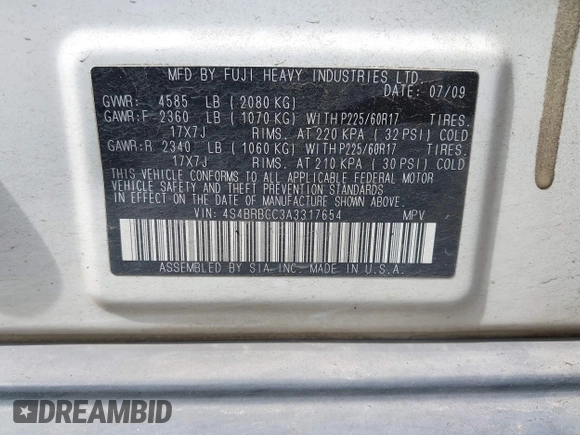 MFD BY FUJI HEAVY INDUSTRIES LTD.
DATE: 07/09
GVWR: 4585 LB (2080 KG)
GAWR:F 2360 LB (1070 KG) WITH P225/60R17 TIRES.
17X7J RIMS. AT 220 KPA (32 PSI) COLD
GAWR:R 2340 LB (1060 KG) WITH P225/60R17 TIRES.
17X7J RIMS. AT 210 KPA (30 PSI) COLD
THIS VEHICLE CONFORMS TO ALL APPLICABLE FEDERAL MOTOR
VEHICLE SAFETY AND THEFT PREVENTION STANDARDS
IN EFFECT ON THE DATE OF MANUFACTURE SHOWN ABOVE.
VIN: 4S4BRBCC3A3317654 MPV
ASSEMBLED BY SIA INC. MADE IN U.S.A.
DREAMBID